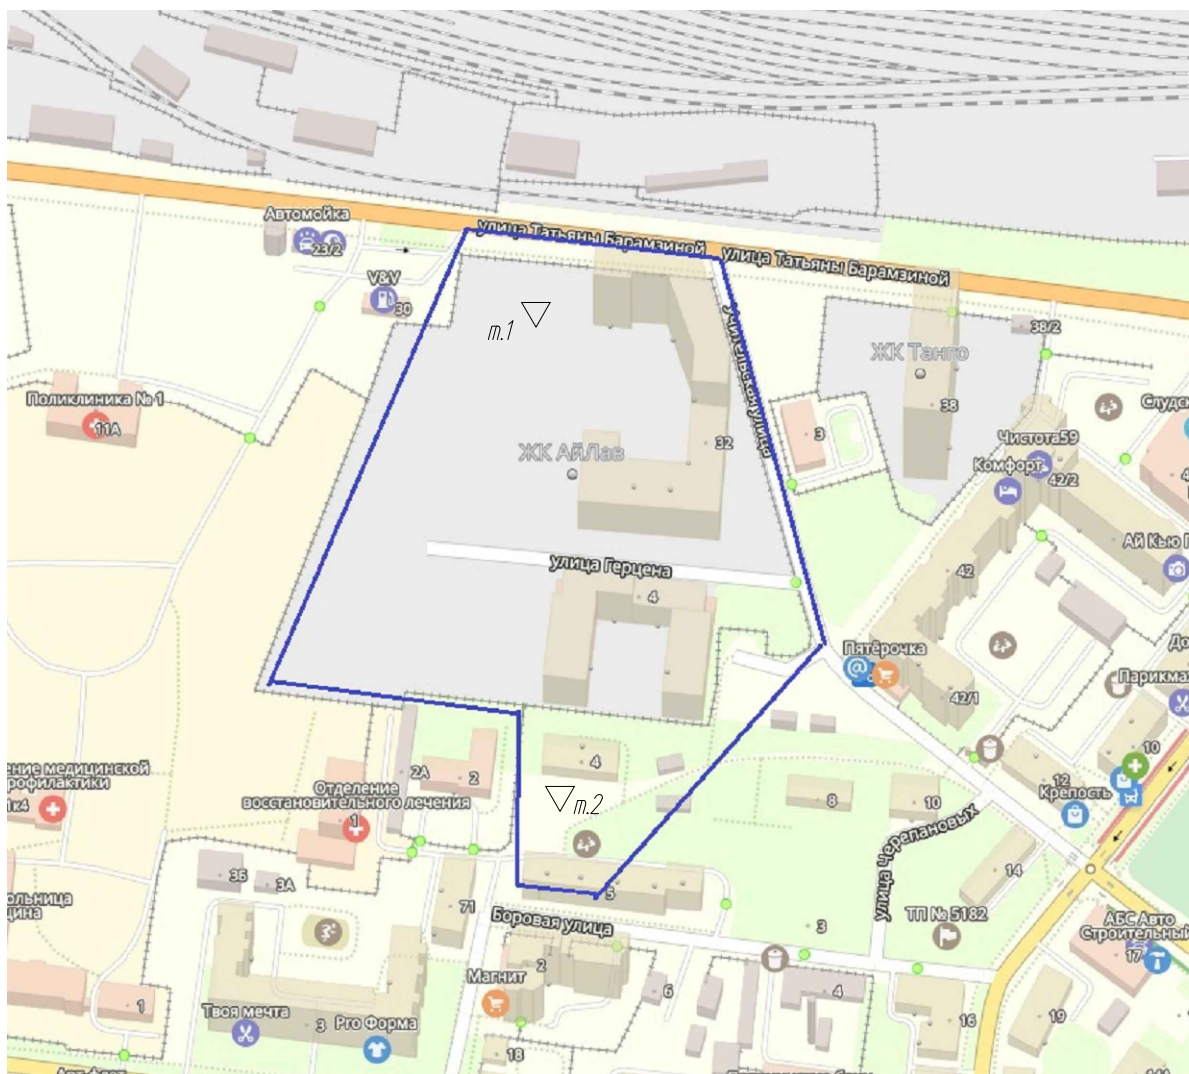 Автомойка
23/2
улица Татьяны Барамзиной
улица Татьяны Барамзиной
V&V
30
т.1
38/2
Учительская улица
ЖК Танго
Поликлиника № 1
11А
38
3
Чистота59
32
ЖК АйЛав
Комфорт
42/2
Ай Кью
улица Герцена
42
4
Пятёрочка
42/1
4
2А
2
10
12
Крепость
Отделение
восстановительного лечения
1
т.2
8
10
улица Черепановых
14
3Б
3А
5
71
Боровая улица
3
ТП № 5182
АБС Авто
Строительный
17
2
Магнит
6
4
1
Твоя мечта
3
Pro Форма
16
19
18